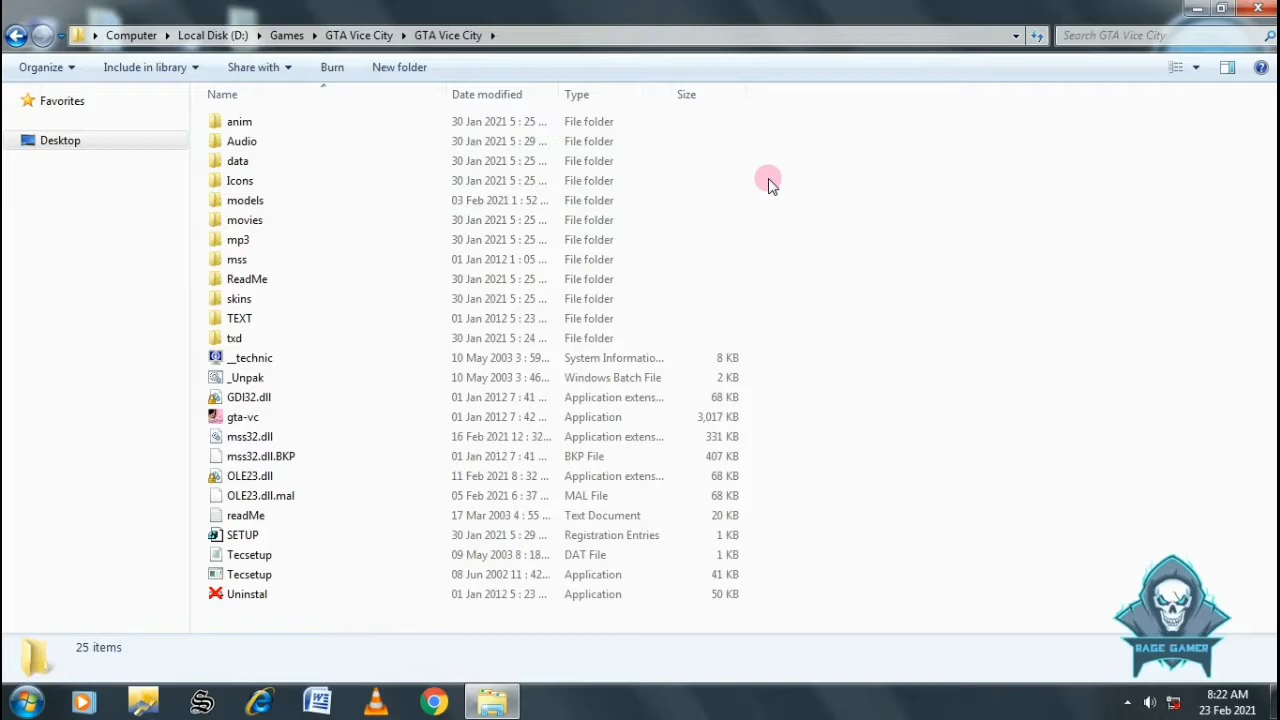 Computer Local Disk (D:) Games GTA Vice City GTA Vice City Search GTA Vice City
Organize Include in library Share with Burn New folder
Name Date modified Type Size
Favorites
Desktop
anim 30 Jan 2021 5 : 25 ... File folder
Audio 30 Jan 2021 5 : 29 ... File folder
data 30 Jan 2021 5 : 25 ... File folder
Icons 30 Jan 2021 5 : 25 ... File folder
models 03 Feb 2021 1 : 52 ... File folder
movies 30 Jan 2021 5 : 25 ... File folder
mp3 30 Jan 2021 5 : 25 ... File folder
mss 01 Jan 2012 1 : 05 ... File folder
ReadMe 30 Jan 2021 5 : 25 ... File folder
skins 30 Jan 2021 5 : 25 ... File folder
TEXT 01 Jan 2012 5 : 23 ... File folder
txd 30 Jan 2021 5 : 24 ... File folder
__technic 10 May 2003 3 : 59... System Informatio... 8 KB
_Unpak 10 May 2003 3 : 46... Windows Batch File 2 KB
GDI32.dll 01 Jan 2012 7 : 41 ... Application extens... 68 KB
gta-vc 01 Jan 2012 7 : 42 ... Application 3,017 KB
mss32.dll 16 Feb 2021 12 : 32... Application extens... 331 KB
mss32.dll.BKP 01 Jan 2012 7 : 41 ... BKP File 407 KB
OLE23.dll 11 Feb 2021 8 : 32 ... Application extens... 68 KB
OLE23.dll.mal 05 Feb 2021 6 : 37 ... MAL File 68 KB
readMe 17 Mar 2003 4 : 55 ... Text Document 20 KB
SETUP 30 Jan 2021 5 : 29 ... Registration Entries 1 KB
Tecsetup 09 May 2003 8 : 18... DAT File 1 KB
Tecsetup 08 Jun 2002 11 : 42... Application 41 KB
Uninstal 01 Jan 2012 5 : 23 ... Application 50 KB
25 items
RAGE GAMER
8:22 AM
23 Feb 2021